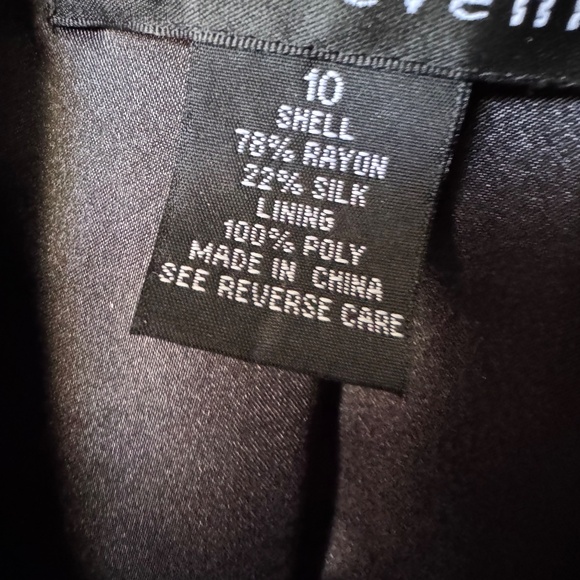 10
SHELL
78% RAYON
22% SILK
LINING
100% POLY
MADE IN CHINA
SEE REVERSE CARE